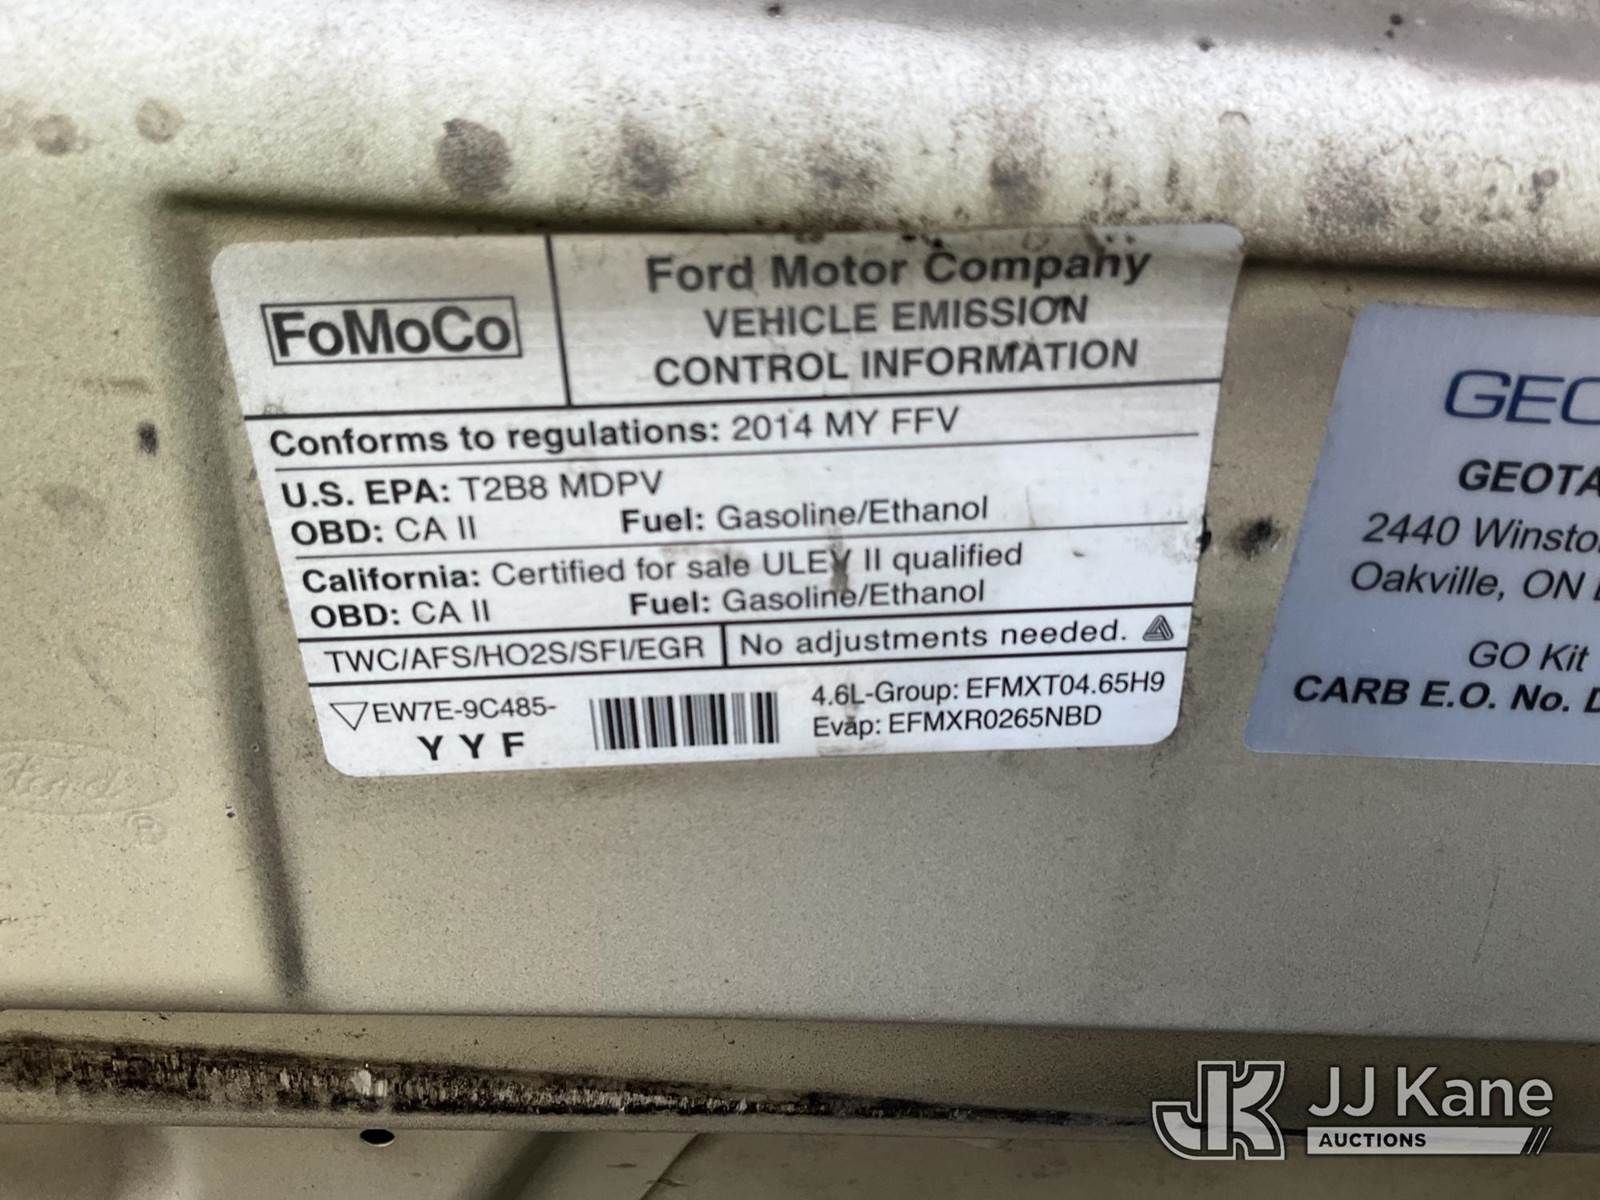 FoMoCo
Ford Motor Company
VEHICLE EMISSION
CONTROL INFORMATION
Conforms to regulations: 2014 MY FFV
U.S. EPA: T2B8 MDPV
OBD: CA II Fuel: Gasoline/Ethanol
California: Certified for sale ULEV II qualified
OBD: CA II Fuel: Gasoline/Ethanol
TWC/AFS/HO2S/SFI/EGR No adjustments needed.
EW7E-9C485-
Y Y F
4.6L-Group: EFMXT04.65H9
Evap: EFMXR0265NBD
GEO
GEOTA
2440 Winsto
Oakville, ON
GO Kit
CARB E.O. No. D
Ford
JK JJ Kane
AUCTIONS